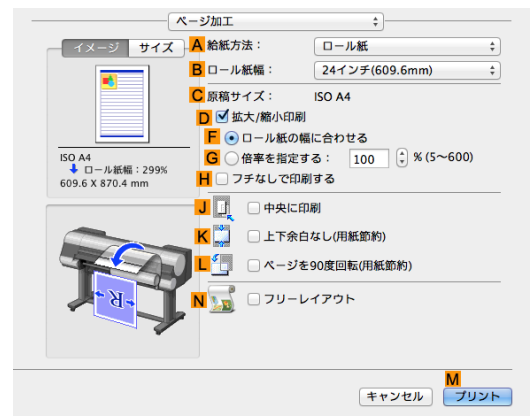 ページ加工
イメージ サイズ
A 給紙方法： ロール紙
B ロール紙幅： 24インチ(609.6mm)
C 原稿サイズ： ISO A4
D 拡大/縮小印刷
F ロール紙の幅に合わせる
G 倍率を指定する： 100 % (5〜600)
H フチなしで印刷する
ISO A4
ロール紙幅：299%
609.6 X 870.4 mm
J 中央に印刷
K 上下余白なし(用紙節約)
L ページを90度回転(用紙節約)
R
N フリーレイアウト
M
キャンセル プリント